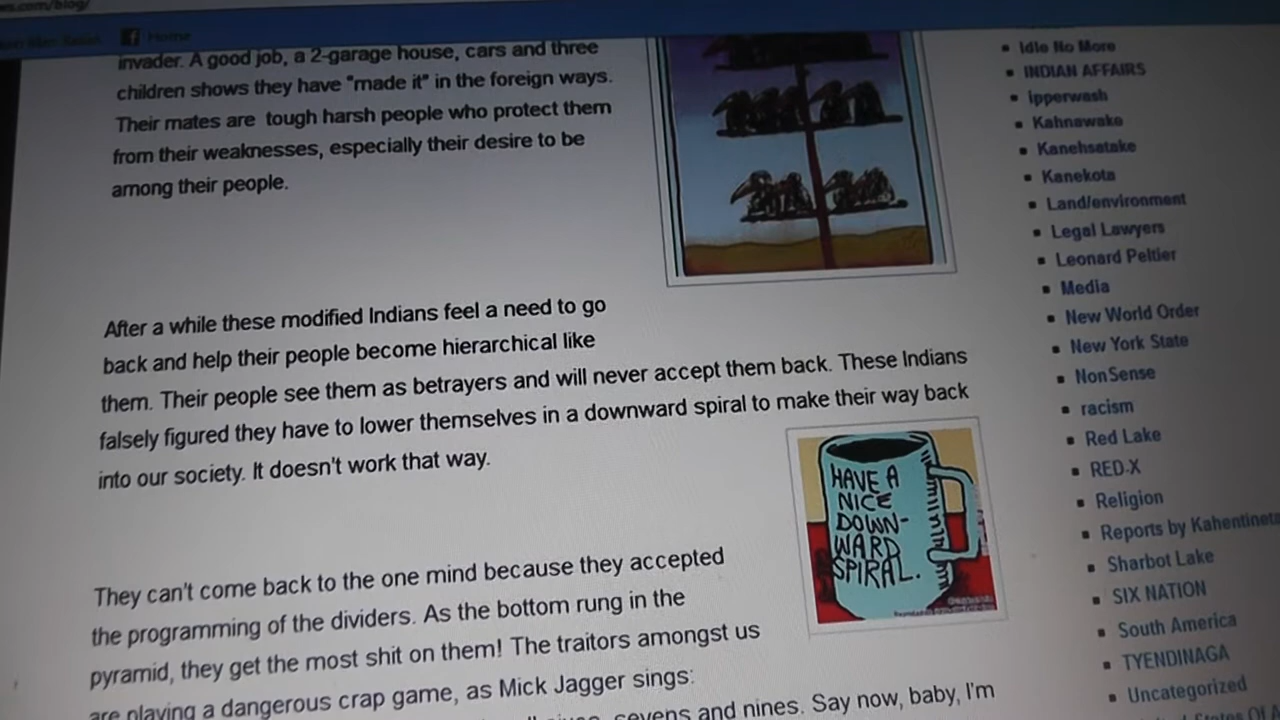 Home
invader. A good job, a 2-garage house, cars and three
children shows they have "made it" in the foreign ways.
Their mates are tough harsh people who protect them
from their weaknesses, especially their desire to be
among their people.
After a while these modified Indians feel a need to go
back and help their people become hierarchical like
them. Their people see them as betrayers and will never accept them back. These Indians
falsely figured they have to lower themselves in a downward spiral to make their way back
into our society. It doesn't work that way.
HAVE A
NICE
DOWN-
WARD
SPIRAL.
They can't come back to the one mind because they accepted
the programming of the dividers. As the bottom rung in the
pyramid, they get the most shit on them! The traitors amongst us
are playing a dangerous crap game, as Mick Jagger sings:
sevens and nines. Say now, baby, I'm
Idle No More
INDIAN AFFAIRS
ipperwash
Kahnawake
Kanehsatake
Kanekota
Land/environment
Legal Lawyers
Leonard Peltier
Media
New World Order
New York State
NonSense
racism
Red Lake
RED-X
Religion
Reports by Kahentineta
Sharbot Lake
SIX NATION
South America
TYENDINAGA
Uncategorized